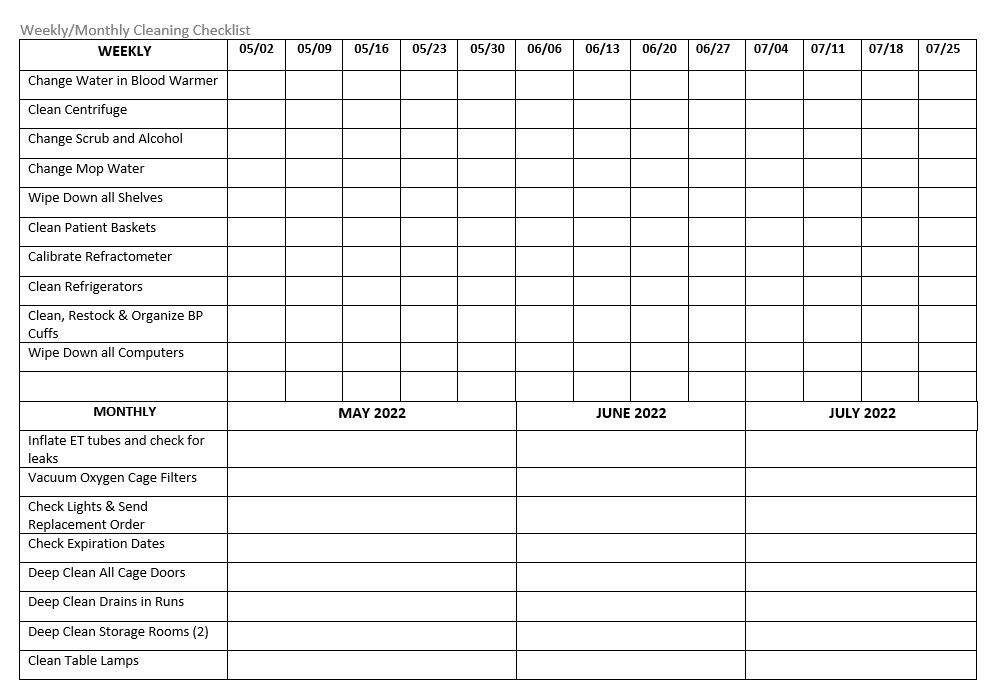 Weekly/Monthly Cleaning Checklist
WEEKLY 05/02 05/09 05/16 05/23 05/30 06/06 06/13 06/20 06/27 07/04 07/11 07/18 07/25
Change Water in Blood Warmer
Clean Centrifuge
Change Scrub and Alcohol
Change Mop Water
Wipe Down all Shelves
Clean Patient Baskets
Calibrate Refractometer
Clean Refrigerators
Clean, Restock & Organize BP
Cuffs
Wipe Down all Computers
MONTHLY MAY 2022 JUNE 2022 JULY 2022
Inflate ET tubes and check for
leaks
Vacuum Oxygen Cage Filters
Check Lights & Send
Replacement Order
Check Expiration Dates
Deep Clean All Cage Doors
Deep Clean Drains in Runs
Deep Clean Storage Rooms (2)
Clean Table Lamps